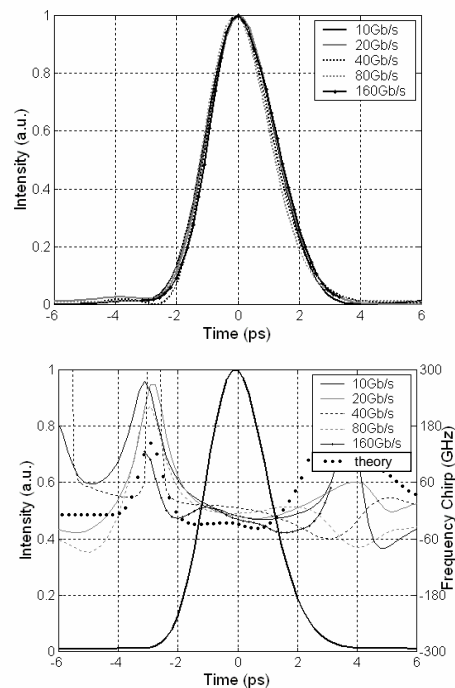 1
0.8
0.6
0.4
0.2
0
Intensity (a.u.)
10Gb/s
20Gb/s
40Gb/s
80Gb/s
160Gb/s
-6 -4 -2 0 2 4 6
Time (ps)
1
0.8
0.6
0.4
0.2
0
Intensity (a.u.)
10Gb/s
20Gb/s
40Gb/s
80Gb/s
160Gb/s
theory
300
180
60
-60
-180
-300
Frequency Chirp (GHz)
-6 -4 -2 0 2 4 6
Time (ps)